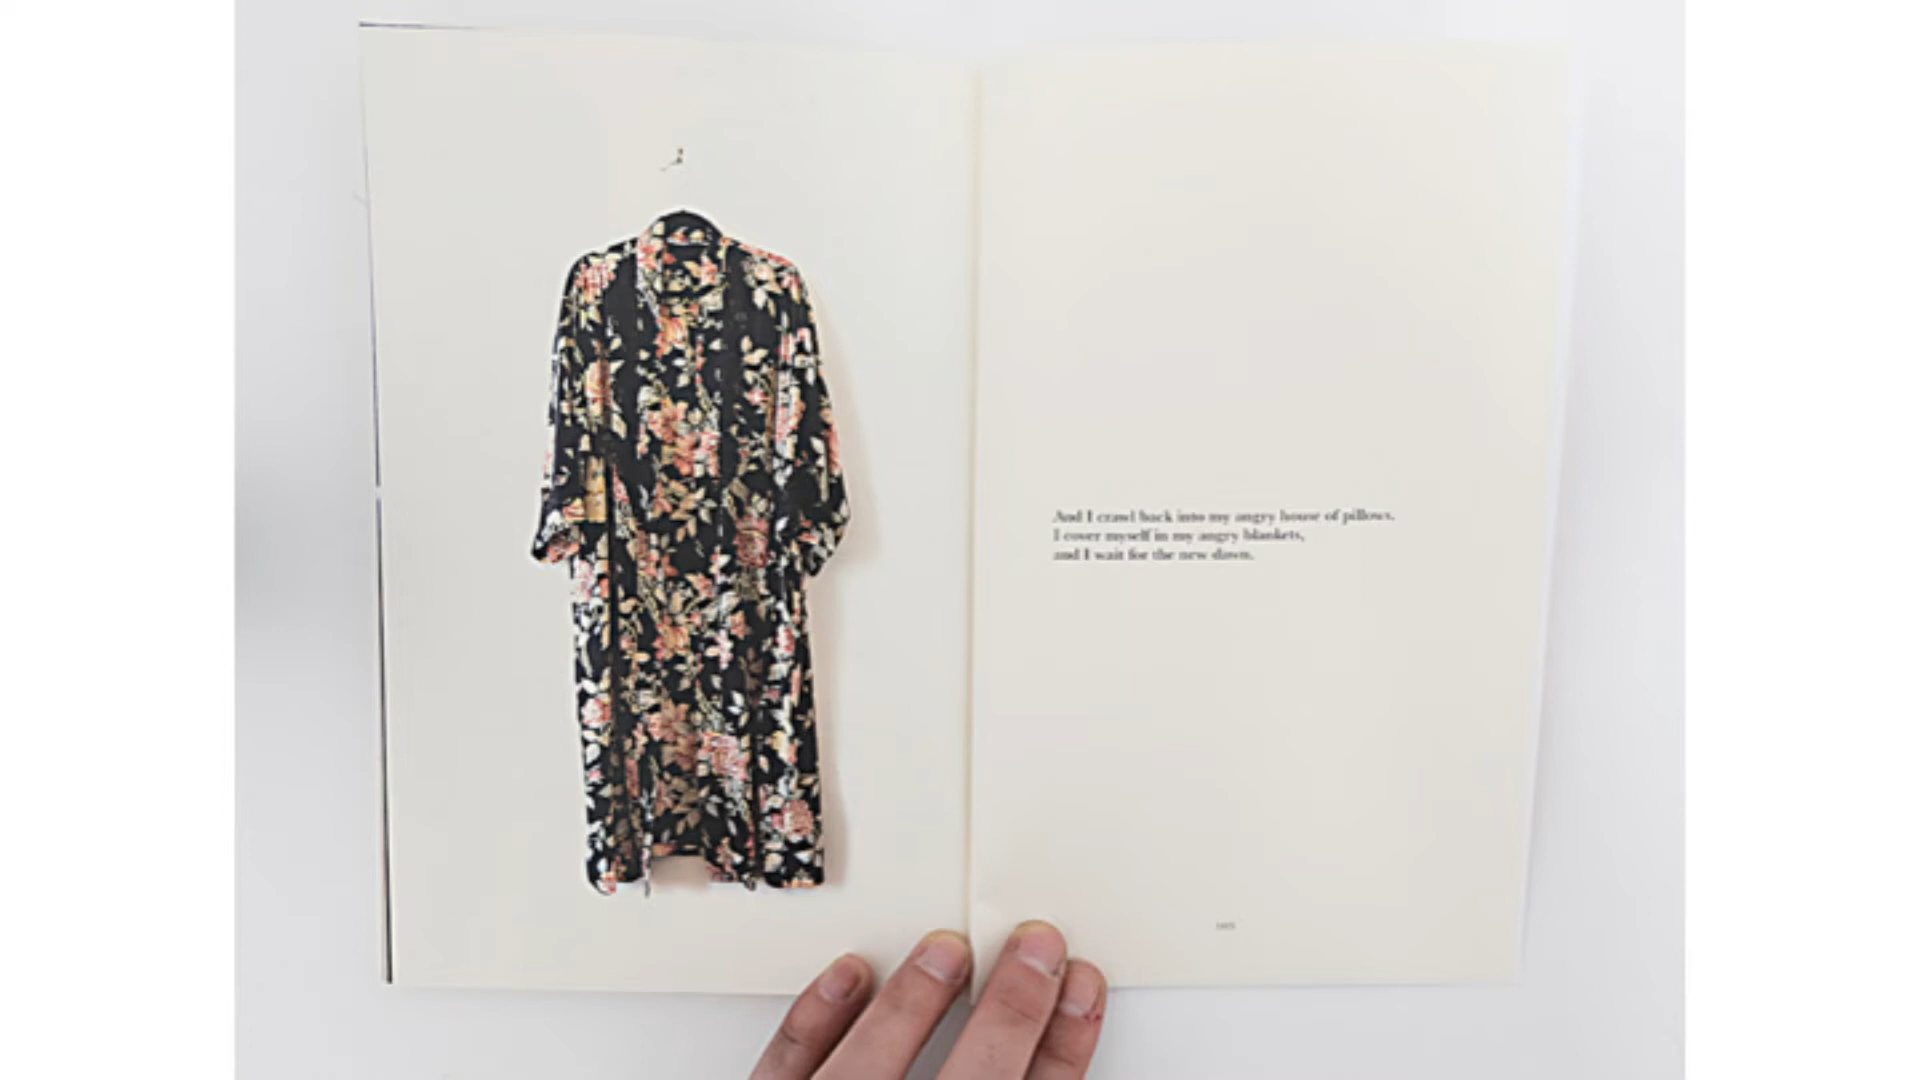 And I crawl back into my angry house of pillows.
I cover myself in my angry blankets,
and I wait for the new dawn.